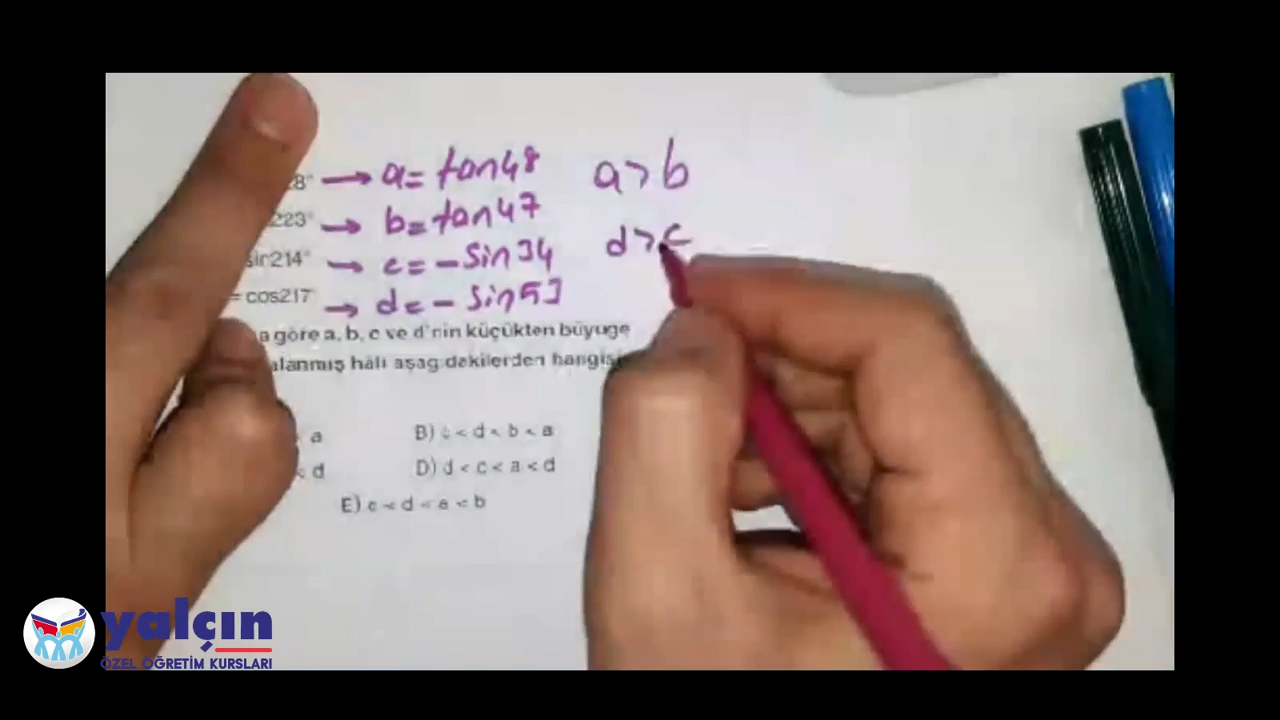 8° → a = tan48 a > b
223° → b = tan47
sin214° → c = - Sin34 d > c
= cos217° → d = - Sin53
a göre a, b, c ve d'nin küçükten büyüğe
alanmış hali aşağıdakilerden hangisi
a B) c < d < b < a
< d D) d < c < a < d
E) c < d < a < b
yalçın
ÖZEL ÖĞRETİM KURSLARI